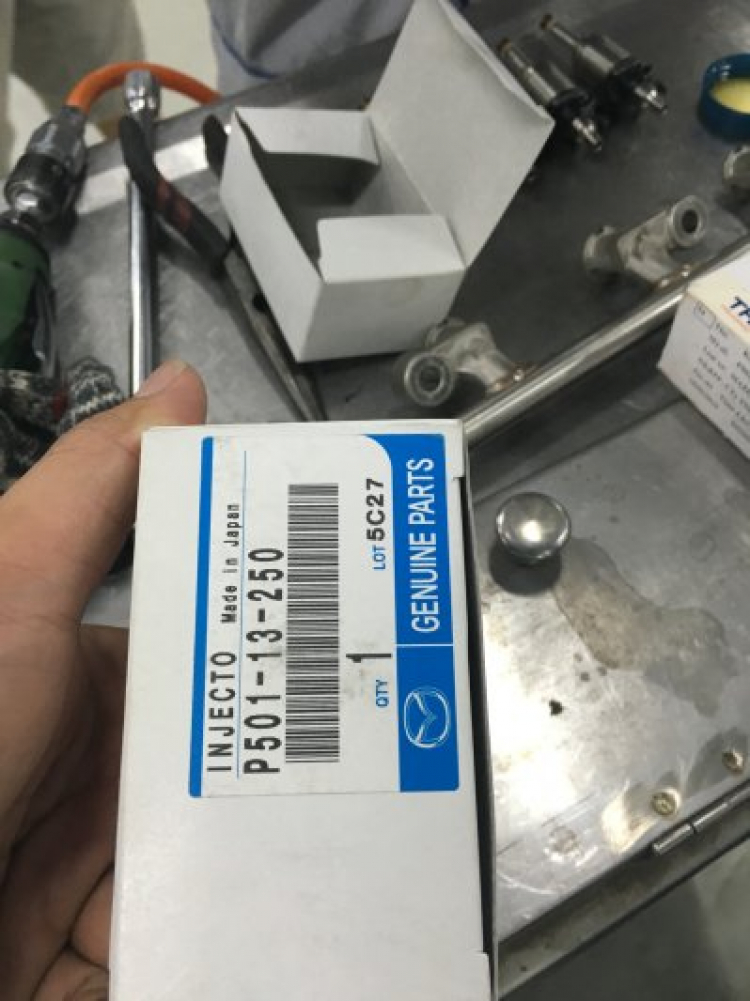 INJECTO Made in Japan
P501-13-250
QTY 1
LOT 5C27
GENUINE PARTS